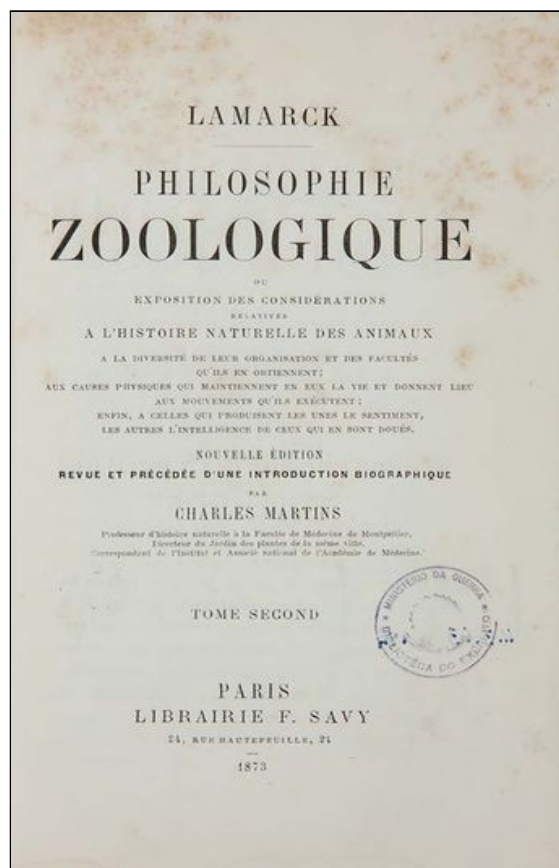 LAMARCK
PHILOSOPHIE
ZOOLOGIQUE
OU
EXPOSITION DES CONSIDÉRATIONS
RELATIVES
A L'HISTOIRE NATURELLE DES ANIMAUX
A LA DIVERSITÉ DE LEUR ORGANISATION ET DES FACULTÉS
QU'ILS EN OBTIENNENT;
AUX CAUSES PHYSIQUES QUI MAINTIENNENT EN EUX LA VIE ET DONNENT LIEU
AUX MOUVEMENTS QU'ILS EXÉCUTENT;
ENFIN, A CELLES QUI PRODUISENT LES UNES LE SENTIMENT,
LES AUTRES L'INTELLIGENCE DE CEUX QUI EN SONT DOUÉS.
NOUVELLE ÉDITION
REVUE ET PRÉCÉDÉE D'UNE INTRODUCTION BIOGRAPHIQUE
PAR
CHARLES MARTINS
Professeur d'histoire naturelle à la Faculté de Médecine de Montpellier,
Directeur du Jardin des plantes de la même ville,
Correspondant de l'Institut et Associé national de l'Académie de Médecine.
TOME SECOND
MINISTÉRIO DA GUERRA
BIBLIOTÉCA DO EXÉRCITO
PARIS
LIBRAIRIE F. SAVY
24, RUE HAUTEFEUILLE, 24
1873